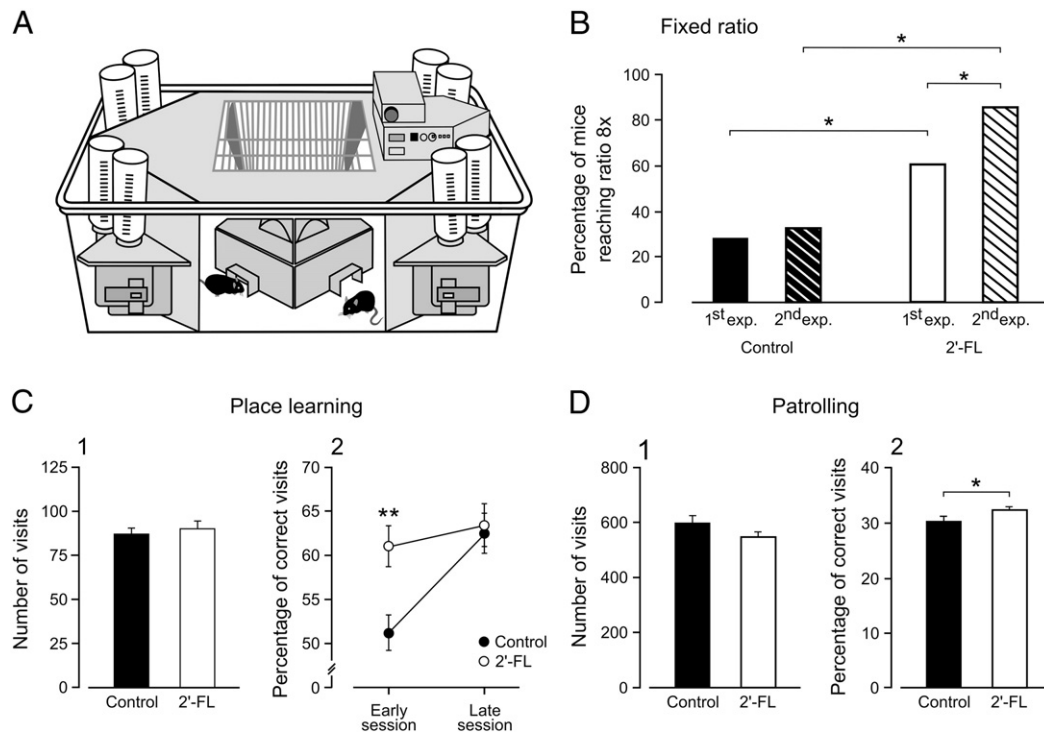 A
B
Fixed ratio
*
*
*
Percentage of mice
reaching ratio 8x
100
80
60
40
20
0
1st exp.
2nd exp.
1st exp.
2nd exp.
Control
2'-FL
C
Place learning
1
Number of visits
125
100
75
50
25
0
Control
2'-FL
2
Percentage of correct visits
70
65
60
55
50
0
**
Control
2'-FL
Early
session
Late
session
D
Patrolling
1
Number of visits
800
600
400
200
0
Control
2'-FL
2
Percentage of correct visits
40
30
20
10
0
*
Control
2'-FL